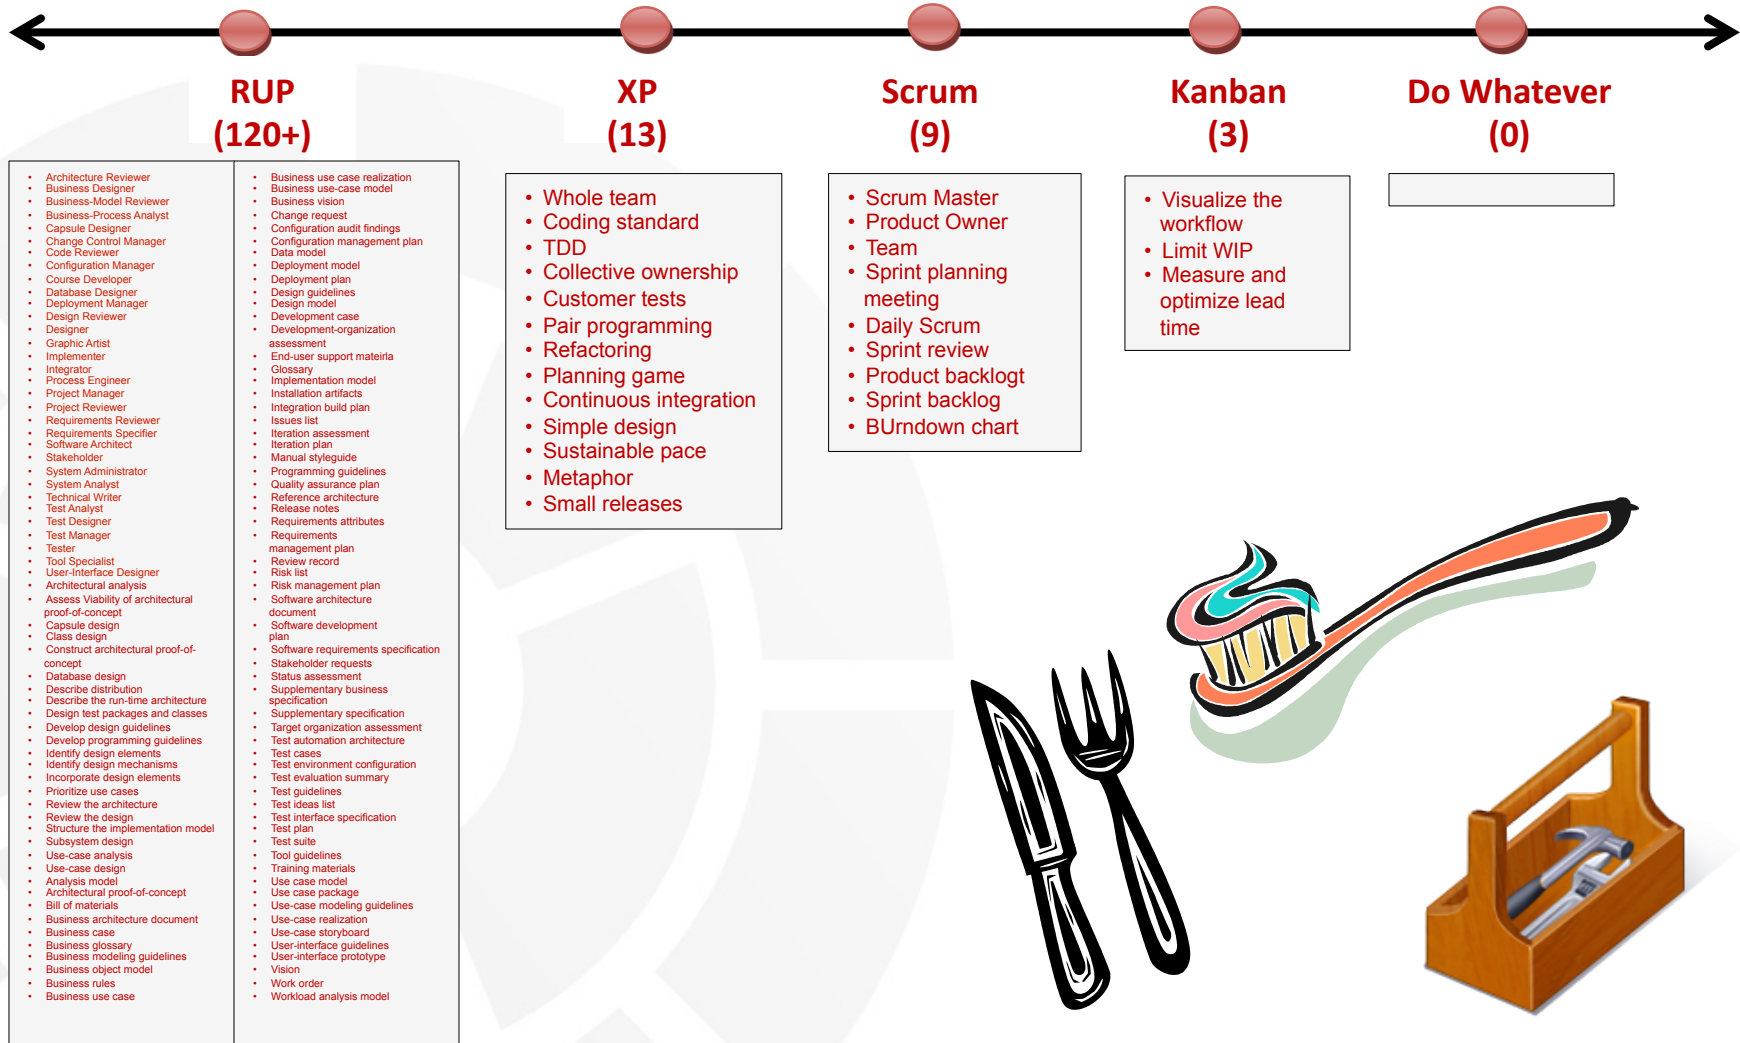 RUP
(120+)
XP
(13)
Scrum
(9)
Kanban
(3)
Do Whatever
(0)
• Architecture Reviewer
• Business Designer
• Business-Model Reviewer
• Business-Process Analyst
• Capsule Designer
• Change Control Manager
• Code Reviewer
• Configuration Manager
• Course Developer
• Database Designer
• Deployment Manager
• Design Reviewer
• Designer
• Graphic Artist
• Implementer
• Integrator
• Process Engineer
• Project Manager
• Project Reviewer
• Requirements Reviewer
• Requirements Specifier
• Software Architect
• Stakeholder
• System Administrator
• System Analyst
• Technical Writer
• Test Analyst
• Test Designer
• Test Manager
• Tester
• Tool Specialist
• User-Interface Designer
• Architectural analysis
• Assess Viability of architectural
proof-of-concept
• Capsule design
• Class design
• Construct architectural proof-of-
concept
• Database design
• Describe distribution
• Describe the run-time architecture
• Design test packages and classes
• Develop design guidelines
• Develop programming guidelines
• Identify design elements
• Identify design mechanisms
• Incorporate design elements
• Prioritize use cases
• Review the architecture
• Review the design
• Structure the implementation model
• Subsystem design
• Use-case analysis
• Use-case design
• Analysis model
• Architectural proof-of-concept
• Bill of materials
• Business architecture document
• Business case
• Business glossary
• Business modeling guidelines
• Business object model
• Business rules
• Business use case
• Business use case realization
• Business use-case model
• Business vision
• Change request
• Configuration audit findings
• Configuration management plan
• Data model
• Deployment model
• Deployment plan
• Design guidelines
• Design model
• Development case
• Development-organization
assessment
• End-user support mateirla
• Glossary
• Implementation model
• Installation artifacts
• Integration build plan
• Issues list
• Iteration assessment
• Iteration plan
• Manual styleguide
• Programming guidelines
• Quality assurance plan
• Reference architecture
• Release notes
• Requirements attributes
• Requirements
management plan
• Review record
• Risk list
• Risk management plan
• Software architecture
document
• Software development
plan
• Software requirements specification
• Stakeholder requests
• Status assessment
• Supplementary business
specification
• Supplementary specification
• Target organization assessment
• Test automation architecture
• Test cases
• Test environment configuration
• Test evaluation summary
• Test guidelines
• Test ideas list
• Test interface specification
• Test plan
• Test suite
• Tool guidelines
• Training materials
• Use case model
• Use case package
• Use-case modeling guidelines
• Use-case realization
• Use-case storyboard
• User-interface guidelines
• User-interface prototype
• Vision
• Work order
• Workload analysis model
• Whole team
• Coding standard
• TDD
• Collective ownership
• Customer tests
• Pair programming
• Refactoring
• Planning game
• Continuous integration
• Simple design
• Sustainable pace
• Metaphor
• Small releases
• Scrum Master
• Product Owner
• Team
• Sprint planning
meeting
• Daily Scrum
• Sprint review
• Product backlogt
• Sprint backlog
• BUrndown chart
• Visualize the
workflow
• Limit WIP
• Measure and
optimize lead
time